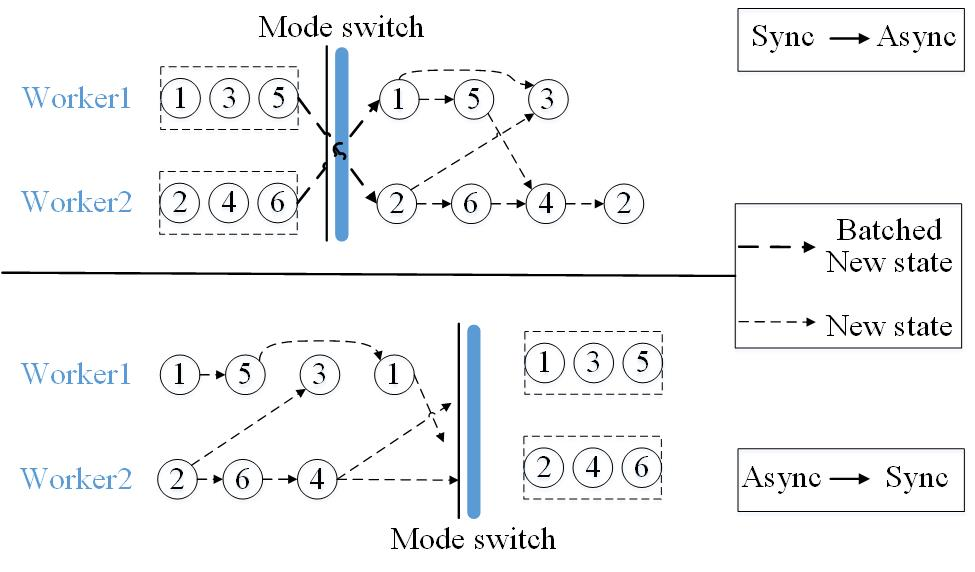 Mode switch
Sync Async
Worker1 1 3 5 1 5 3
Worker2 2 4 6 2 6 4 2
Batched
New state
New state
Worker1 1 5 3 1 1 3 5
Worker2 2 6 4 2 4 6
Async Sync
Mode switch